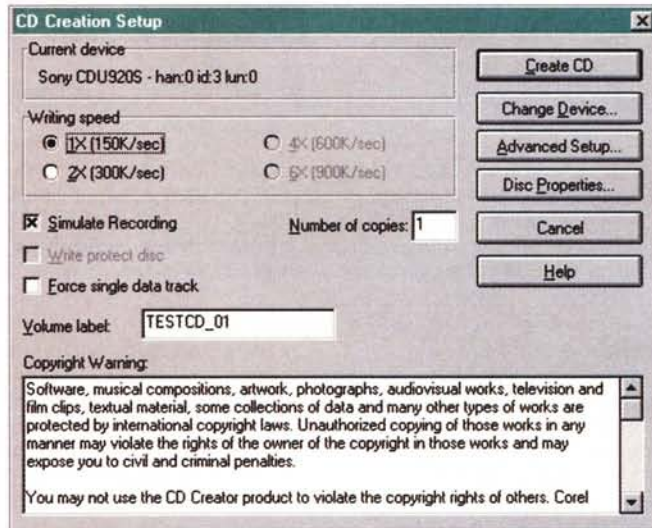 CD Creation Setup
Current device
Sony CDU920S - han:0 id:3 lun:0
Create CD
Change Device...
Writing speed
1X (150K/sec)
4X (600K/sec)
2X (300K/sec)
6X (900K/sec)
Advanced Setup...
Disc Properties...
Simulate Recording
Number of copies: 1
Cancel
Write protect disc
Force single data track
Help
Volume label: TESTCD_01
Copyright Warning:
Software, musical compositions, artwork, photographs, audiovisual works, television and
film clips, textual material, some collections of data and many other types of works are
protected by international copyright laws. Unauthorized copying of those works in any
manner may violate the rights of the owner of the copyright in those works and may
expose you to civil and criminal penalties.
You may not use the CD Creator product to violate the copyright rights of others. Corel